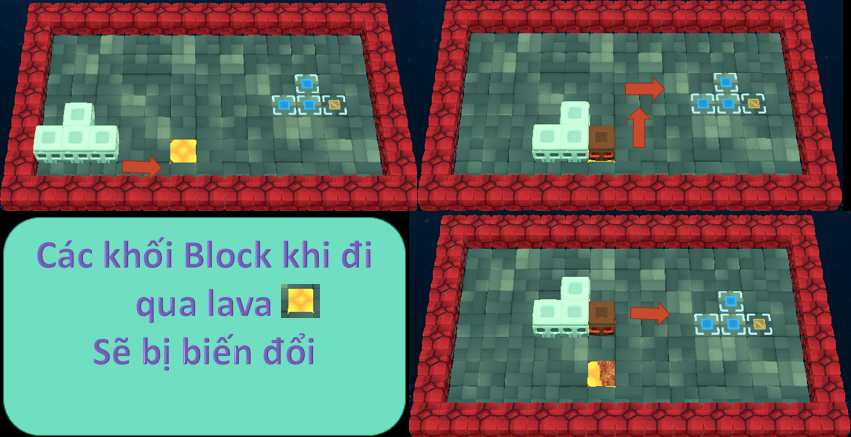 Các khối Block khi đi
qua lava
Sẽ bị biến đổi